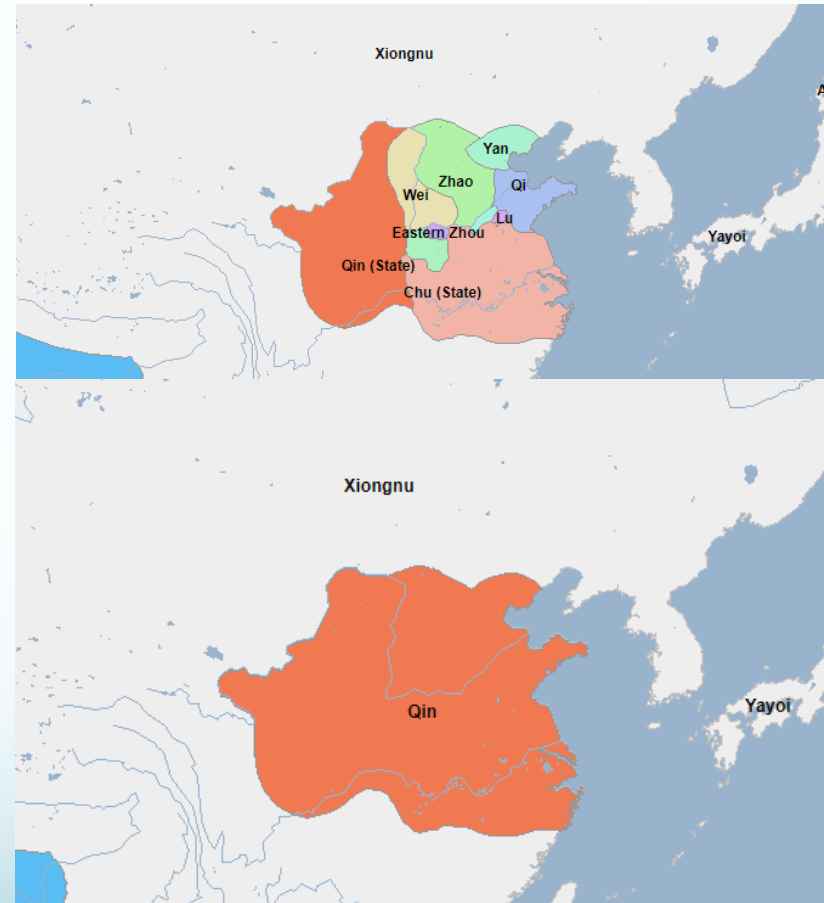 Xiongnu
A
Yan
Zhao
Qi
Wei
Lu
Eastern Zhou
Yayoi
Qin (State)
Chu (State)
Xiongnu
Qin
Yayoi